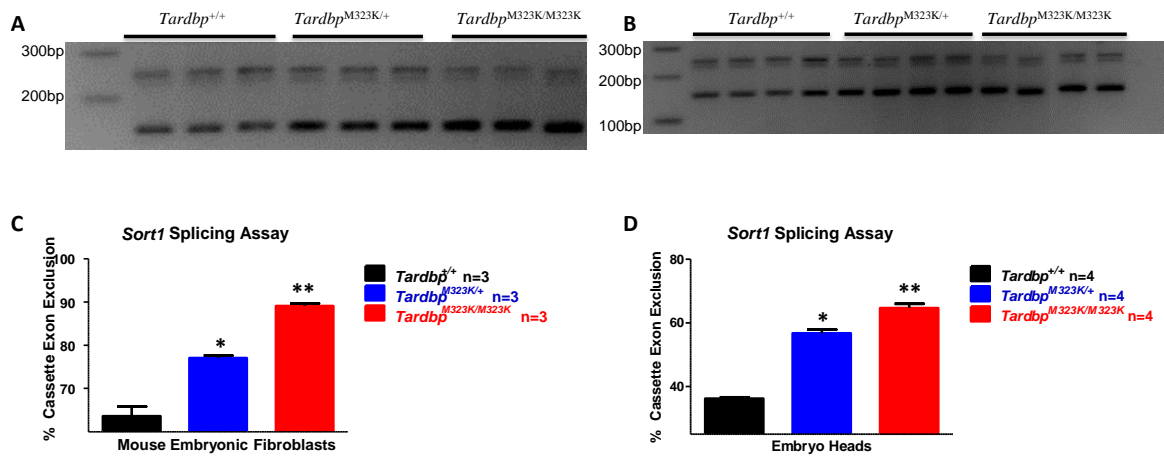 A
Tardbp+/+
TardbpM323K/+
TardbpM323K/M323K
300bp
200bp
B
Tardbp+/+
TardbpM323K/+
TardbpM323K/M323K
300bp
200bp
100bp
C
Sort1 Splicing Assay
% Cassette Exon Exclusion
100
90
80
70
*
**
Mouse Embryonic Fibroblasts
Tardbp+/+ n=3
TardbpM323K/+ n=3
TardbpM323K/M323K n=3
D
Sort1 Splicing Assay
% Cassette Exon Exclusion
80
60
40
*
**
Embryo Heads
Tardbp+/+ n=4
TardbpM323K/+ n=4
TardbpM323K/M323K n=4